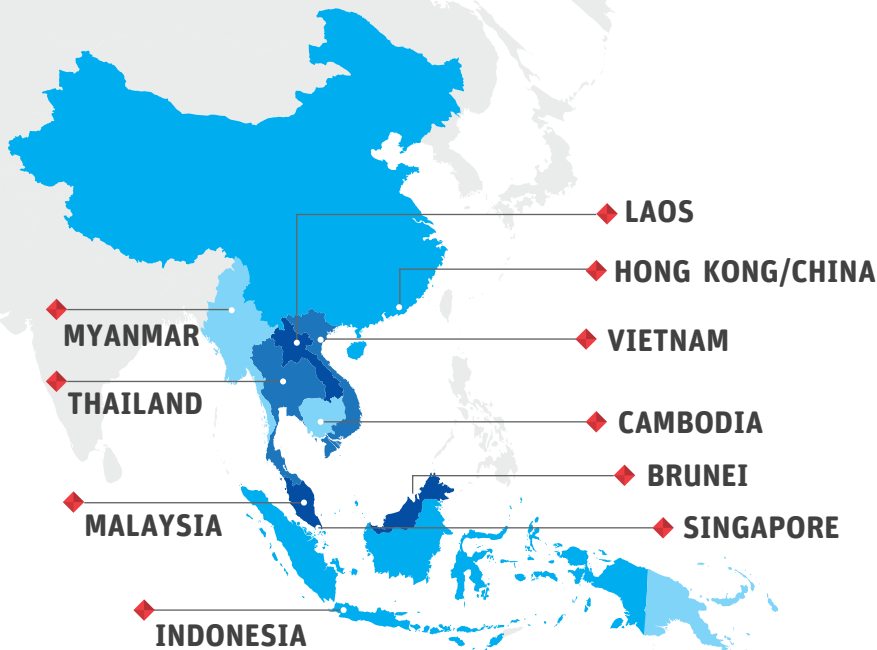 LAOS
HONG KONG/CHINA
MYANMAR
VIETNAM
THAILAND
CAMBODIA
BRUNEI
MALAYSIA
SINGAPORE
INDONESIA